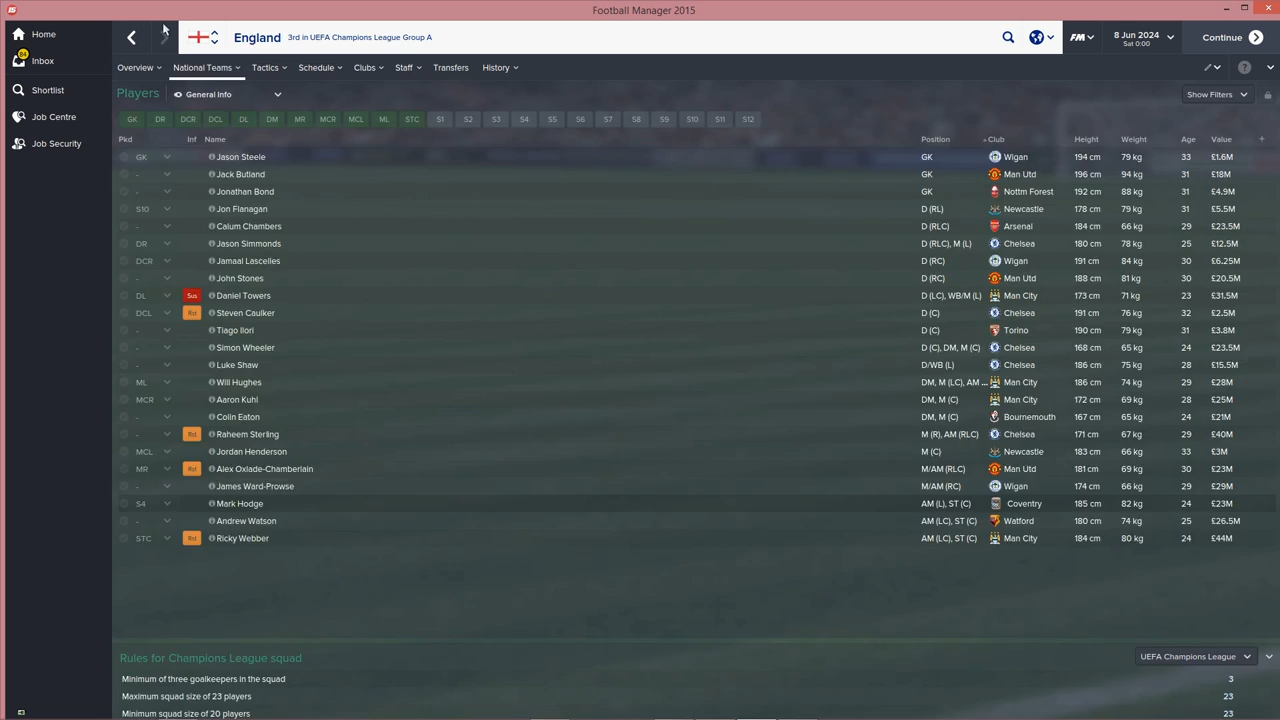 Football Manager 2015
Home
84
Inbox
Shortlist
Job Centre
Job Security
England 3rd in UEFA Champions League Group A
FM
8 Jun 2024
Sat 0:00
Continue
Overview National Teams Tactics Schedule Clubs Staff Transfers History
Players General Info Show Filters
GK DR DCR DCL DL DM MR MCR MCL ML STC S1 S2 S3 S4 S5 S6 S7 S8 S9 S10 S11 S12
Pkd Inf Name Position Club Height Weight Age Value +
GK Jason Steele GK Wigan 194 cm 79 kg 33 £1.6M
- Jack Butland GK Man Utd 196 cm 94 kg 31 £18M
- Jonathan Bond GK Nottm Forest 192 cm 88 kg 31 £4.9M
S10 Jon Flanagan D (RL) Newcastle 178 cm 79 kg 31 £5.5M
- Calum Chambers D (RLC) Arsenal 184 cm 66 kg 29 £23.5M
DR Jason Simmonds D (RLC), M (L) Chelsea 180 cm 78 kg 25 £12.5M
DCR Jamaal Lascelles D (RC) Wigan 191 cm 84 kg 30 £6.25M
- John Stones D (RC) Man Utd 188 cm 81 kg 30 £20.5M
DL Sus Daniel Towers D (LC), WB/M (L) Man City 173 cm 71 kg 23 £31.5M
DCL Rst Steven Caulker D (C) Chelsea 191 cm 76 kg 32 £2.5M
- Tiago Ilori D (C) Torino 190 cm 79 kg 31 £3.8M
- Simon Wheeler D (C), DM, M (C) Chelsea 168 cm 65 kg 24 £23.5M
- Luke Shaw D/WB (L) Chelsea 186 cm 75 kg 28 £15.5M
ML Will Hughes DM, M (LC), AM ... Man City 186 cm 74 kg 29 £28M
MCR Aaron Kuhl DM, M (C) Man City 172 cm 69 kg 28 £25M
- Colin Eaton DM, M (C) Bournemouth 167 cm 65 kg 24 £21M
- Rst Raheem Sterling M (R), AM (RLC) Chelsea 171 cm 67 kg 29 £40M
MCL Jordan Henderson M (C) Newcastle 183 cm 66 kg 33 £3M
MR Rst Alex Oxlade-Chamberlain M/AM (RLC) Man Utd 181 cm 69 kg 30 £23M
- James Ward-Prowse M/AM (RC) Wigan 174 cm 66 kg 29 £29M
S4 Mark Hodge AM (L), ST (C) Coventry 185 cm 82 kg 24 £23M
- Andrew Watson AM (LC), ST (C) Watford 180 cm 74 kg 25 £26.5M
STC Rst Ricky Webber AM (LC), ST (C) Man City 184 cm 80 kg 24 £44M
Rules for Champions League squad UEFA Champions League
Minimum of three goalkeepers in the squad 3
Maximum squad size of 23 players 23
Minimum squad size of 20 players 23